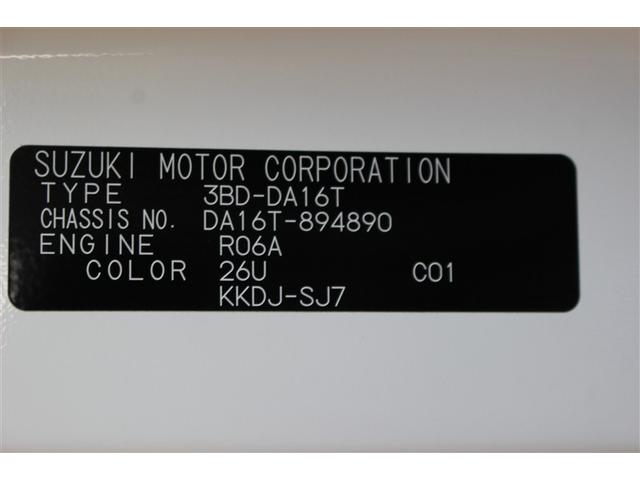 SUZUKI MOTOR CORPORATION
TYPE 3BD-DA16T
CHASSIS NO. DA16T-894890
ENGINE R06A
COLOR 26U C01
KKDJ-SJ7